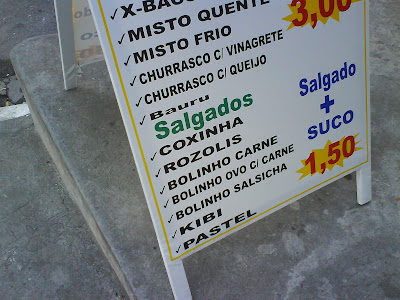 X-BACO
MISTO QUENTE
MISTO FRIO
3,00
CHURRASCO C/ VINAGRETE
CHURRASCO C/ QUEIJO
Bauru
Salgados
COXINHA
ROZOLIS
BOLINHO CARNE
BOLINHO OVO C/ CARNE
BOLINHO SALSICHA
KIBI
PASTEL
Salgado
+
SUCO
1,50